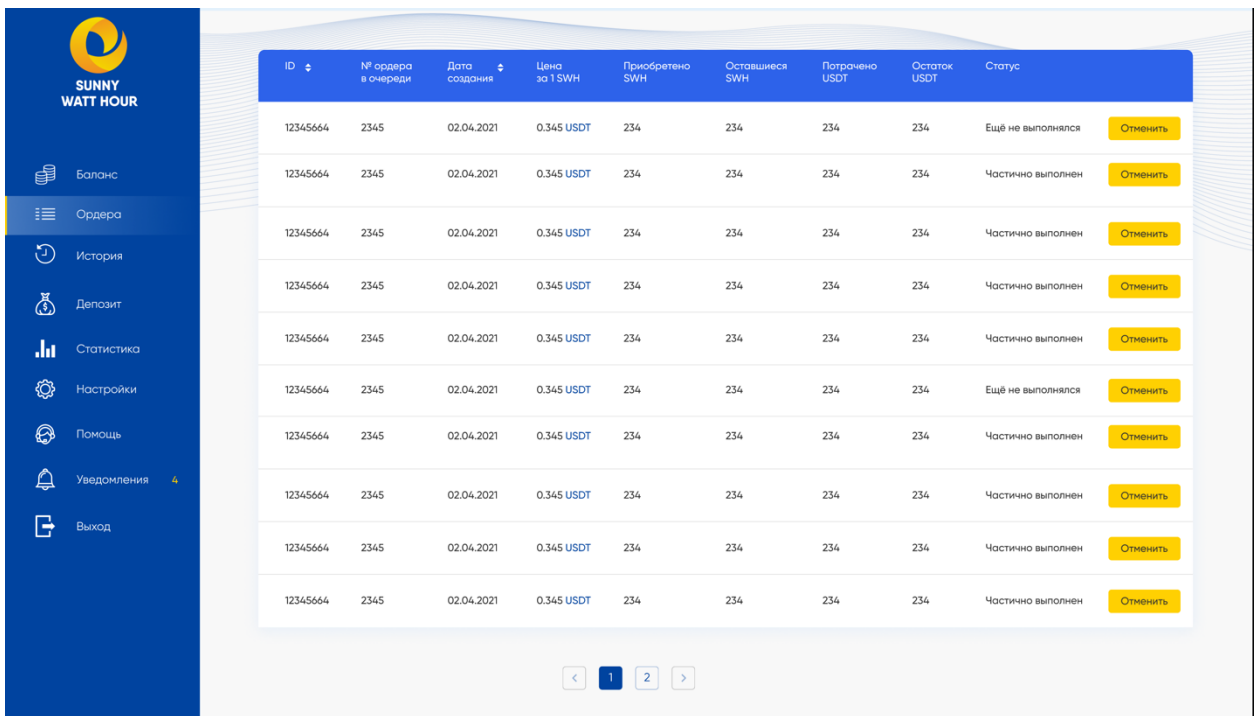 SUNNY
WATT HOUR
Баланс
Ордера
История
Депозит
Статистика
Настройки
Помощь
Уведомления 4
Выход
ID № ордера в очереди Дата создания Цена за 1 SWH Приобретено SWH Оставшиеся SWH Потрачено USDT Остаток USDT Статус
12345664 2345 02.04.2021 0.345 USDT 234 234 234 234 Ещё не выполнялся Отменить
12345664 2345 02.04.2021 0.345 USDT 234 234 234 234 Частично выполнен Отменить
12345664 2345 02.04.2021 0.345 USDT 234 234 234 234 Частично выполнен Отменить
12345664 2345 02.04.2021 0.345 USDT 234 234 234 234 Частично выполнен Отменить
12345664 2345 02.04.2021 0.345 USDT 234 234 234 234 Частично выполнен Отменить
12345664 2345 02.04.2021 0.345 USDT 234 234 234 234 Ещё не выполнялся Отменить
12345664 2345 02.04.2021 0.345 USDT 234 234 234 234 Частично выполнен Отменить
12345664 2345 02.04.2021 0.345 USDT 234 234 234 234 Частично выполнен Отменить
12345664 2345 02.04.2021 0.345 USDT 234 234 234 234 Частично выполнен Отменить
12345664 2345 02.04.2021 0.345 USDT 234 234 234 234 Частично выполнен Отменить
< 1 2 >